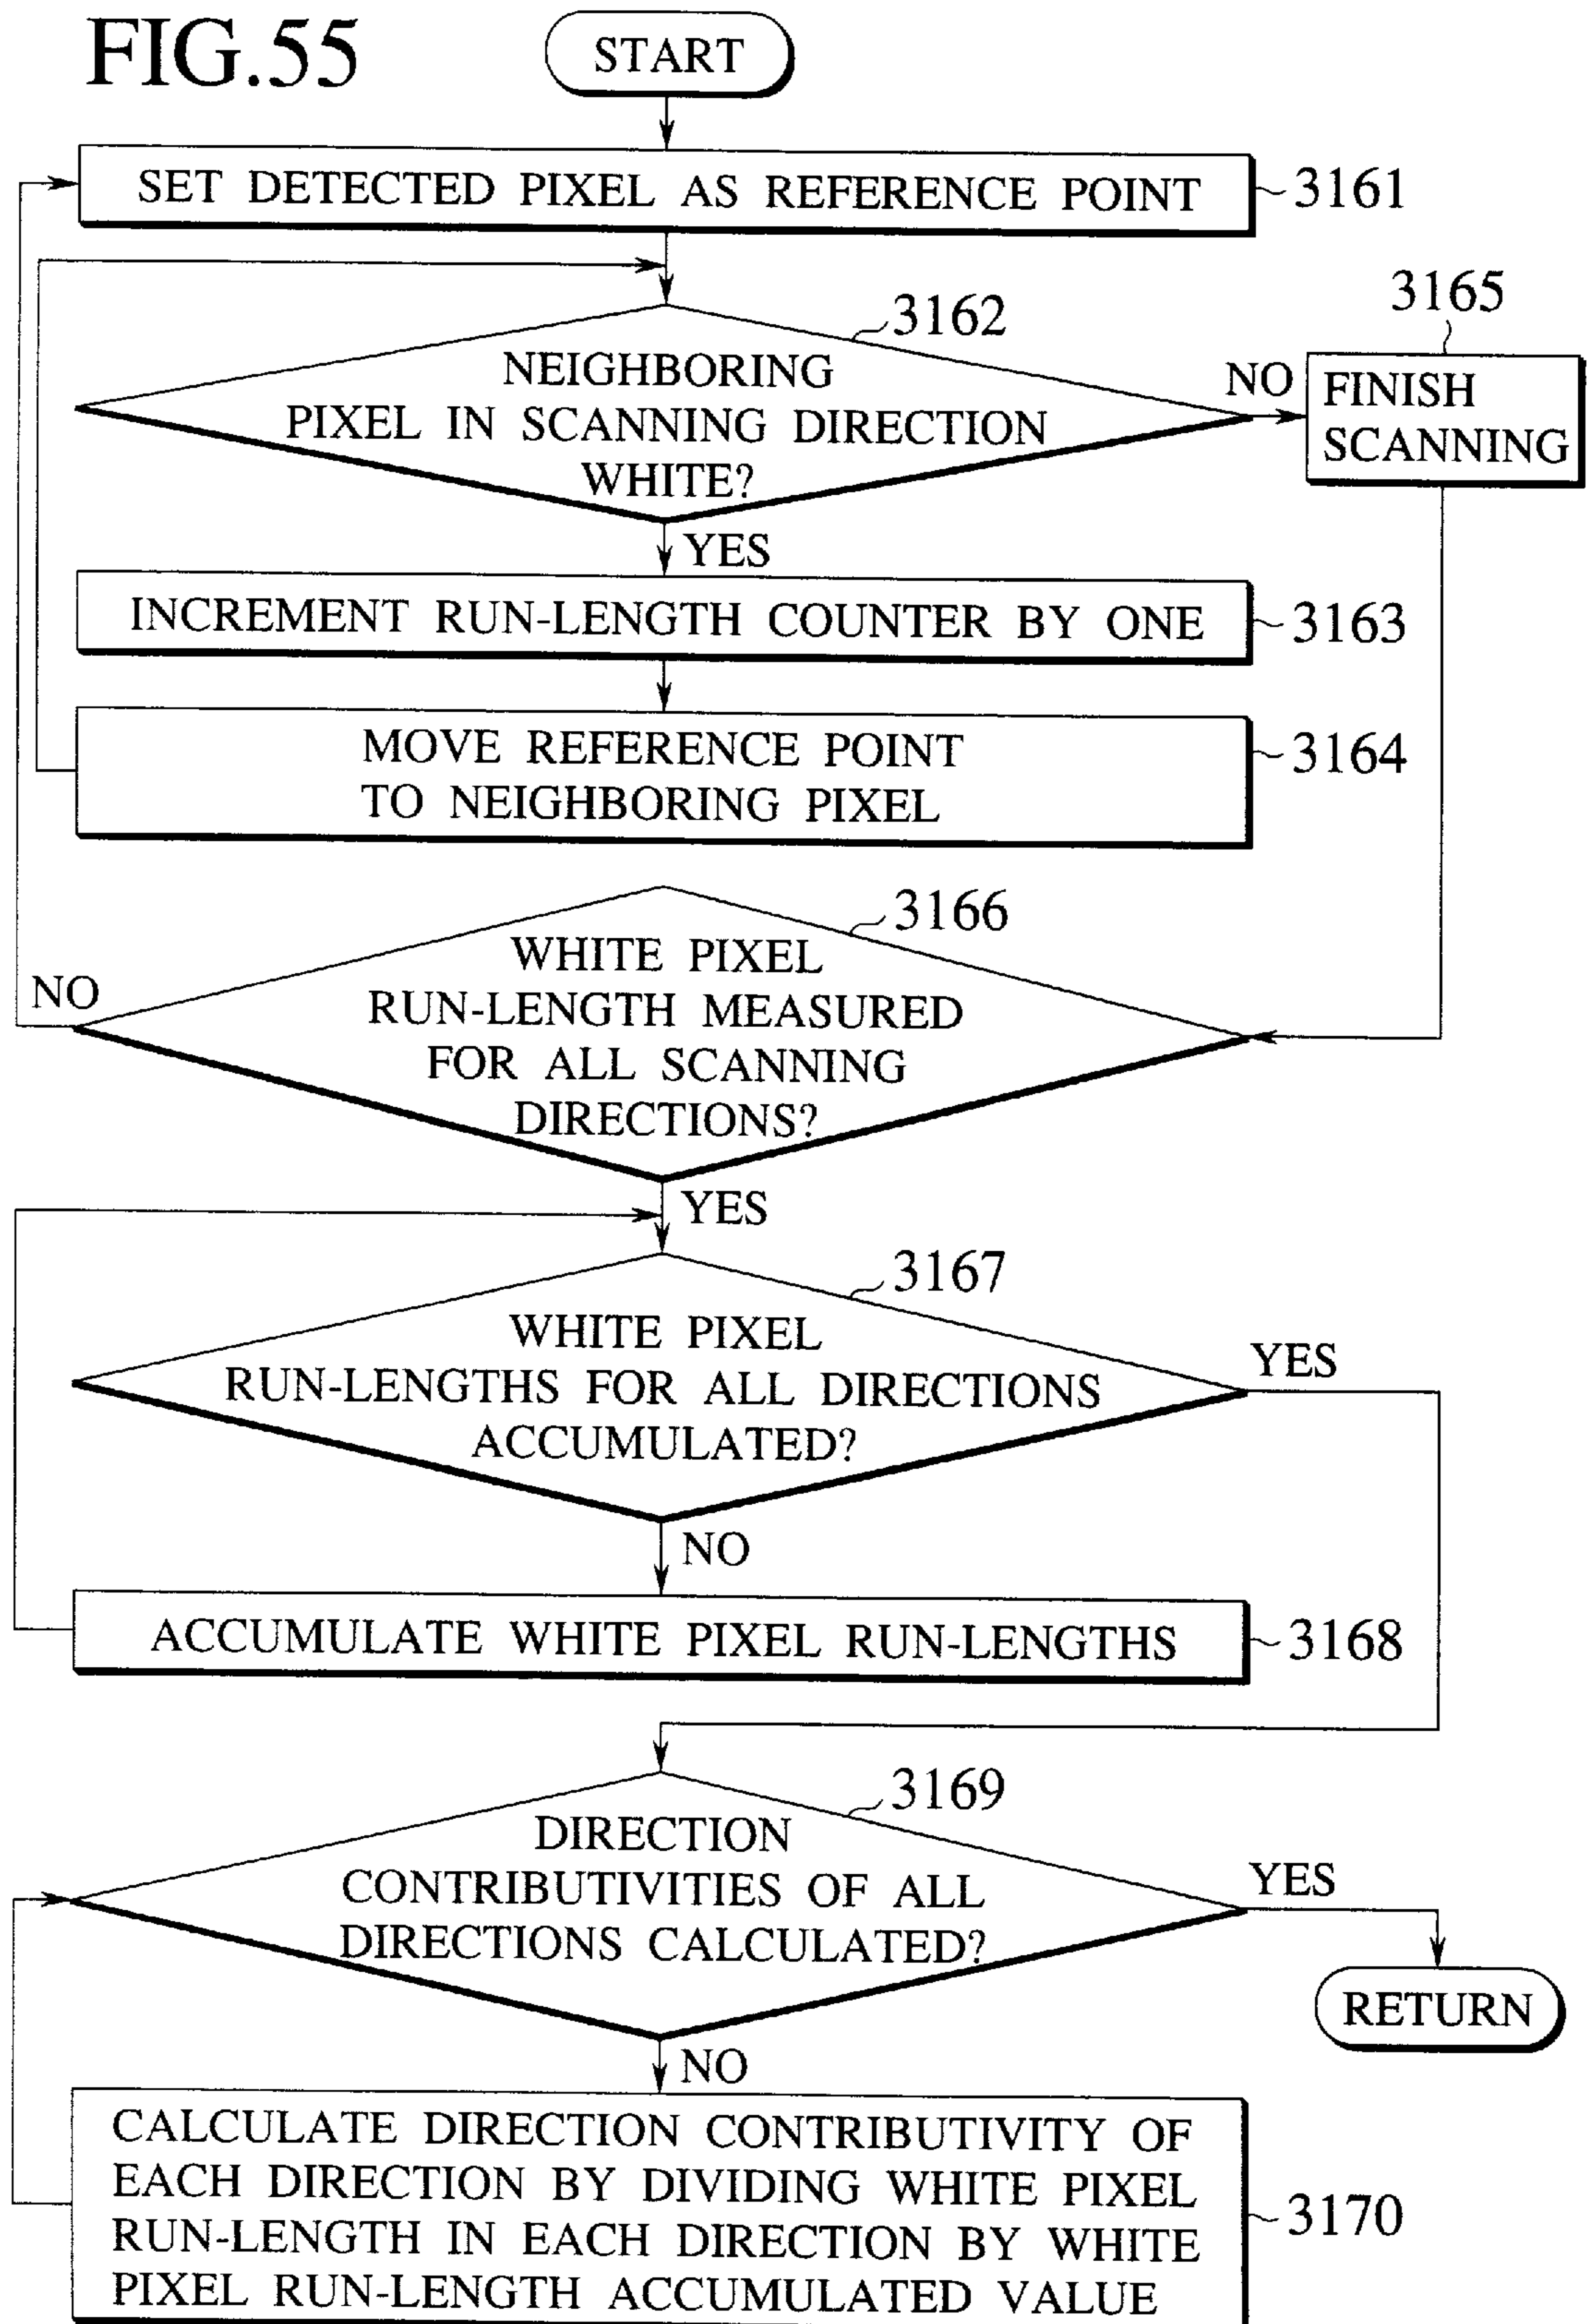 FIG.55
START
SET DETECTED PIXEL AS REFERENCE POINT
3161
3162
3165
NEIGHBORING
PIXEL IN SCANNING DIRECTION
WHITE?
NO
FINISH
SCANNING
YES
INCREMENT RUN-LENGTH COUNTER BY ONE
3163
MOVE REFERENCE POINT
TO NEIGHBORING PIXEL
3164
3166
WHITE PIXEL
RUN-LENGTH MEASURED
FOR ALL SCANNING
DIRECTIONS?
NO
YES
3167
WHITE PIXEL
RUN-LENGTHS FOR ALL DIRECTIONS
ACCUMULATED?
YES
NO
ACCUMULATE WHITE PIXEL RUN-LENGTHS
3168
3169
DIRECTION
CONTRIBUTIVITIES OF ALL
DIRECTIONS CALCULATED?
YES
RETURN
NO
CALCULATE DIRECTION CONTRIBUTIVITY OF
EACH DIRECTION BY DIVIDING WHITE PIXEL
RUN-LENGTH IN EACH DIRECTION BY WHITE
PIXEL RUN-LENGTH ACCUMULATED VALUE
3170